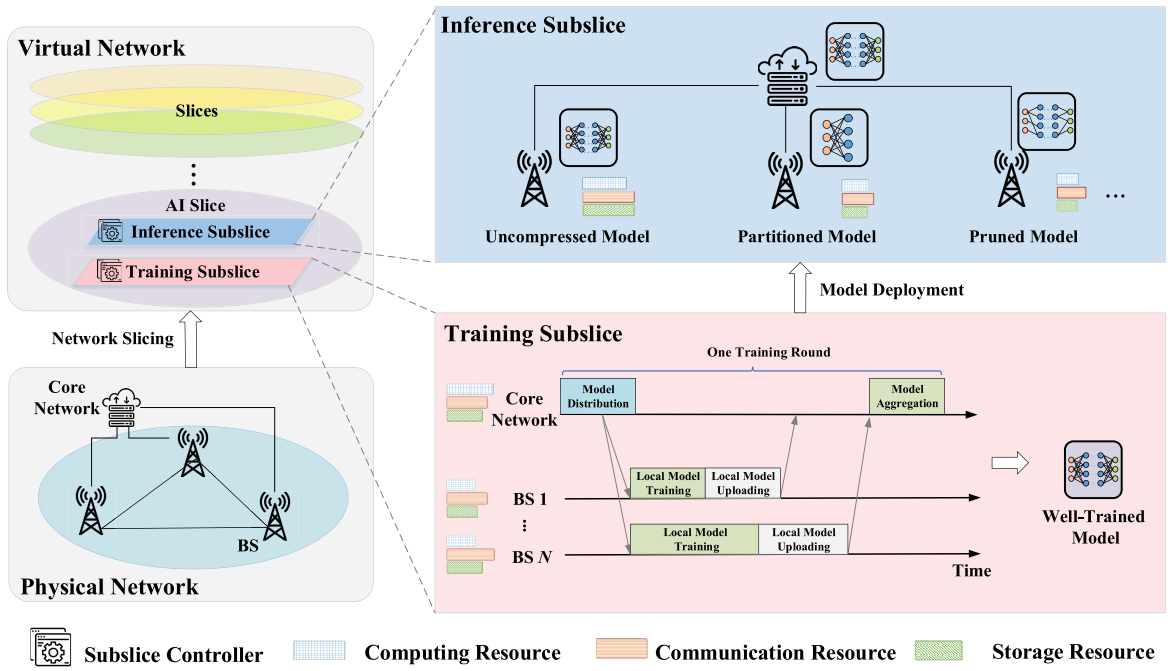 Virtual Network
Slices
AI Slice
Inference Subslice
Training Subslice
Network Slicing
Core
Network
BS
Physical Network
Inference Subslice
Uncompressed Model
Partitioned Model
Pruned Model
...
Model Deployment
Training Subslice
One Training Round
Core
Network
Model
Distribution
Model
Aggregation
BS 1
Local Model
Training
Local Model
Uploading
BS N
Local Model
Training
Local Model
Uploading
Time
Well-Trained
Model
Subslice Controller
Computing Resource
Communication Resource
Storage Resource